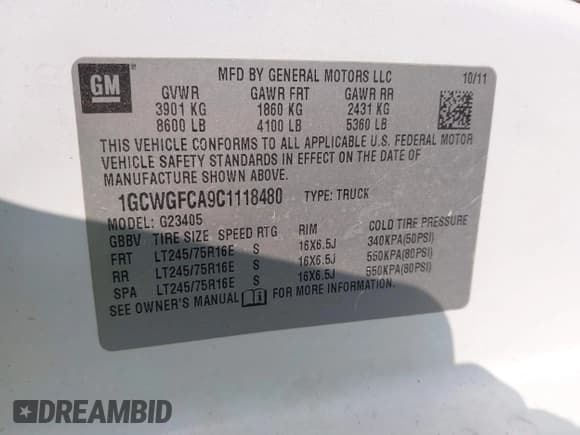 GM
MFD BY GENERAL MOTORS LLC 10/11
GVWR GAWR FRT GAWR RR
3901 KG 1860 KG 2431 KG
8600 LB 4100 LB 5360 LB
THIS VEHICLE CONFORMS TO ALL APPLICABLE U.S. FEDERAL MOTOR
VEHICLE SAFETY STANDARDS IN EFFECT ON THE DATE OF
MANUFACTURE SHOWN ABOVE.
1GCWGFCA9C1118480 TYPE: TRUCK
MODEL: G23405
GBBV TIRE SIZE SPEED RTG RIM COLD TIRE PRESSURE
FRT LT245/75R16E S 16X6.5J 340KPA(50PSI)
RR LT245/75R16E S 16X6.5J 550KPA(80PSI)
SPA LT245/75R16E S 16X6.5J 550KPA(80PSI)
SEE OWNER'S MANUAL FOR MORE INFORMATION.
DREAMBID